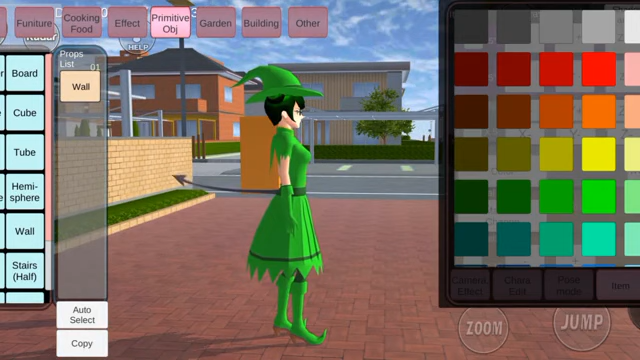 Funiture
Cooking
Food
Effect
Primitive
Obj
Garden
Building
Other
HELP
Props
List
01
Wall
Board
Cube
Tube
Hemi-
sphere
Wall
Stairs
(Half)
Auto
Select
Copy
Camera
Effect
Chara
Edit
Pose
mode
Item
ZOOM
JUMP